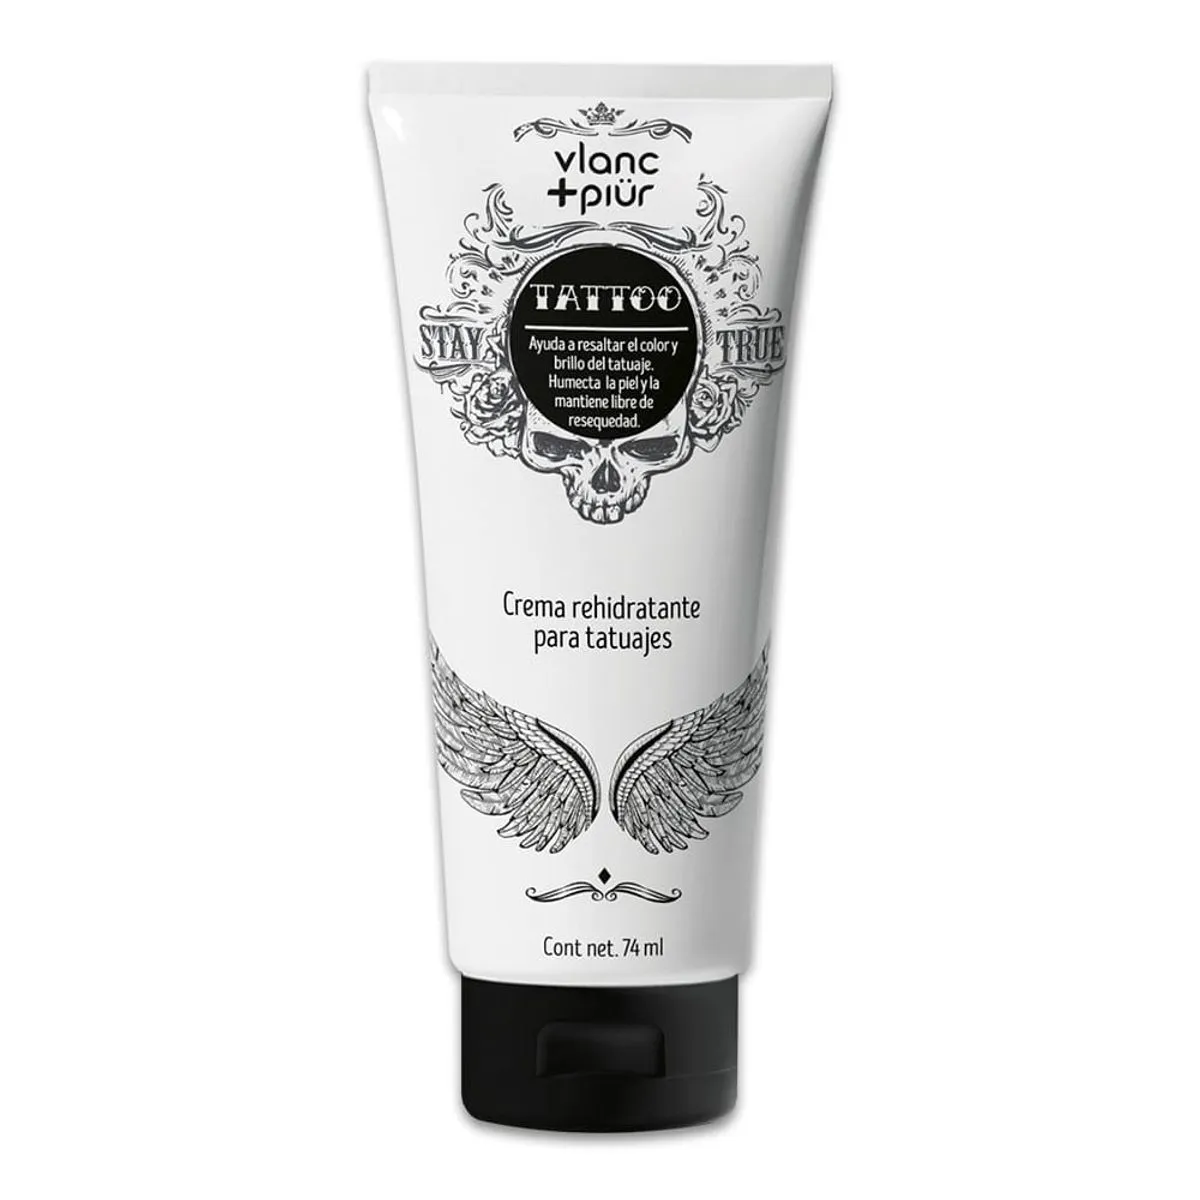 vlanc
+piür
TATTOO
STAY
TRUE
Ayuda a resaltar el color y
brillo del tatuaje.
Humecta la piel y la
mantiene libre de
resequedad.
Crema rehidratante
para tatuajes
Cont net. 74 ml